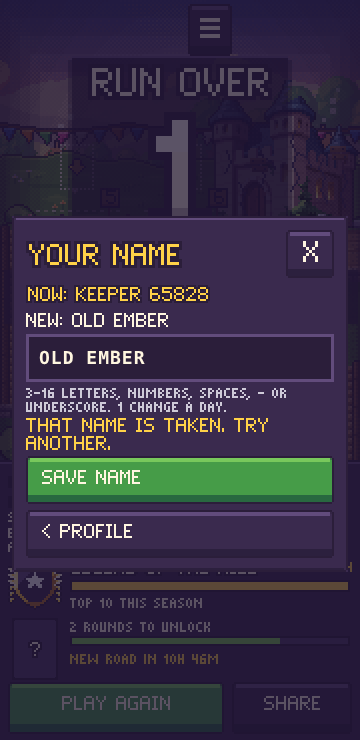 RUN OVER
1
YOUR NAME
X
NOW: KEEPER 65828
NEW: OLD EMBER
OLD EMBER
3-16 LETTERS, NUMBERS, SPACES, - OR
UNDERSCORE. 1 CHANGE A DAY.
THAT NAME IS TAKEN. TRY
ANOTHER.
SAVE NAME
< PROFILE
TOP 10 THIS SEASON
2 ROUNDS TO UNLOCK
?
NEW ROAD IN 10H 46M
PLAY AGAIN
SHARE